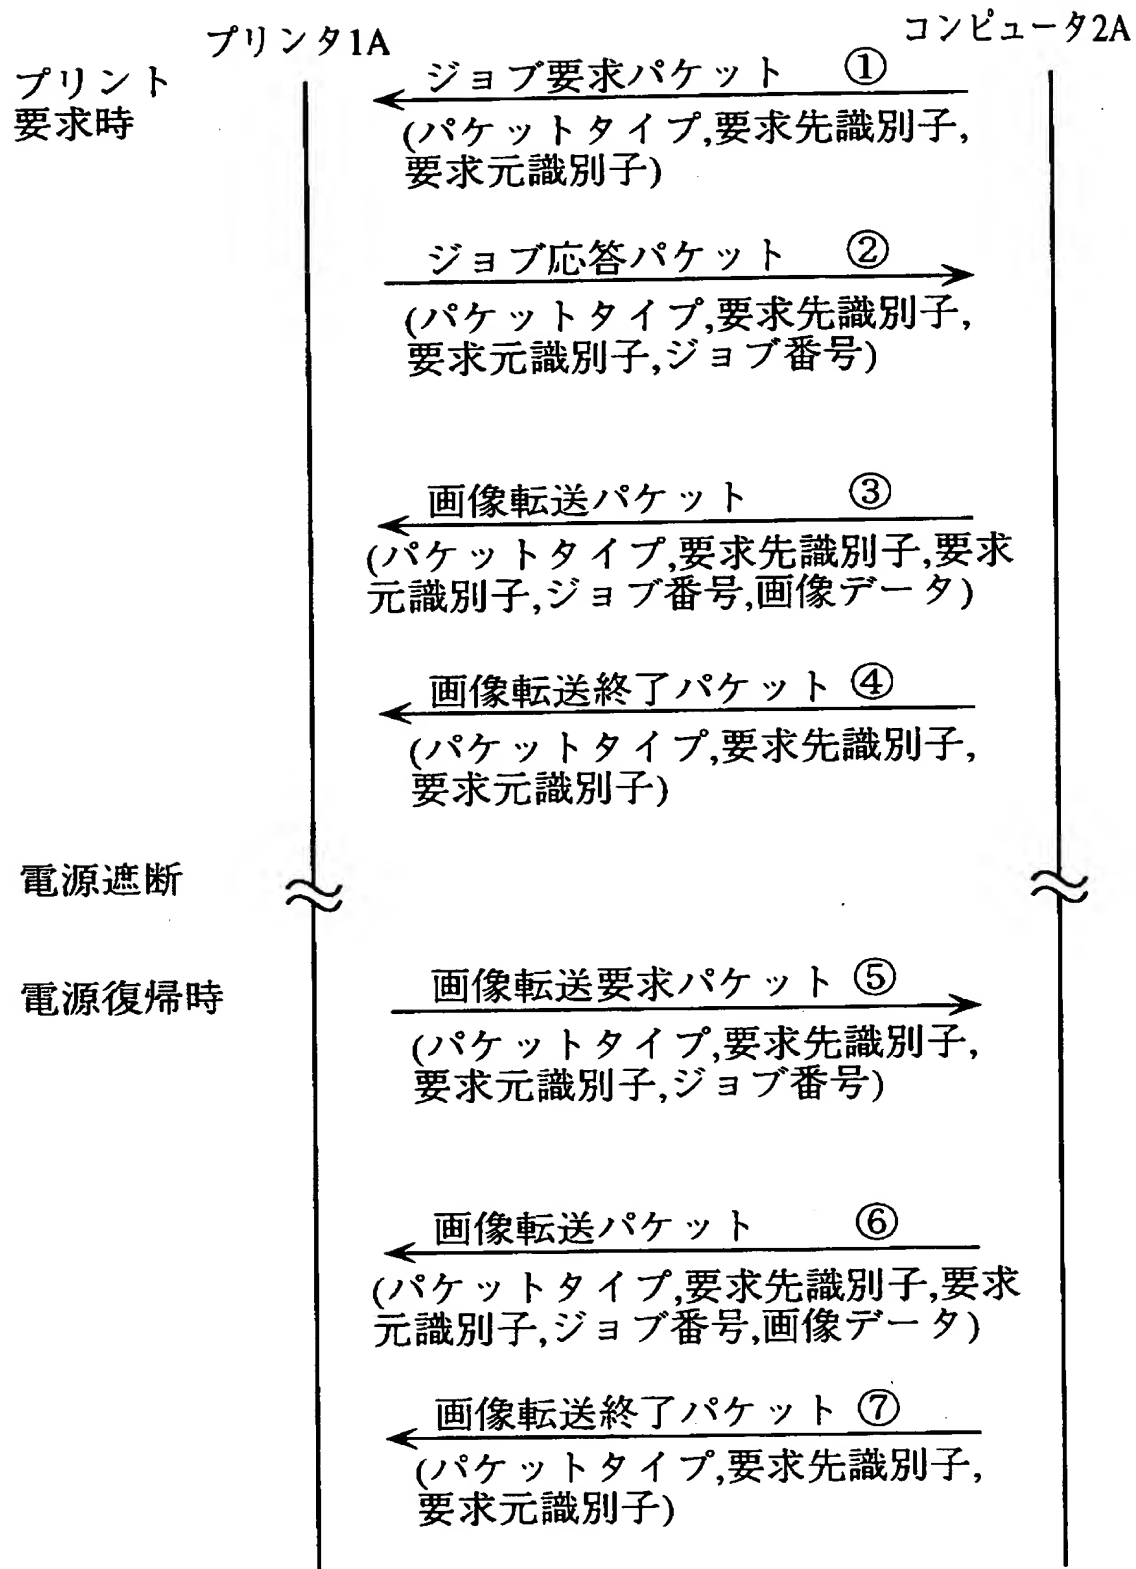 プリンタ1A
コンピュータ2A
プリント
要求時
ジョブ要求パケット ①
(パケットタイプ,要求先識別子,
要求元識別子)
ジョブ応答パケット ②
(パケットタイプ,要求先識別子,
要求元識別子,ジョブ番号)
画像転送パケット ③
(パケットタイプ,要求先識別子,要求
元識別子,ジョブ番号,画像データ)
画像転送終了パケット ④
(パケットタイプ,要求先識別子,
要求元識別子)
電源遮断
電源復帰時
画像転送要求パケット ⑤
(パケットタイプ,要求先識別子,
要求元識別子,ジョブ番号)
画像転送パケット ⑥
(パケットタイプ,要求先識別子,要求
元識別子,ジョブ番号,画像データ)
画像転送終了パケット ⑦
(パケットタイプ,要求先識別子,
要求元識別子)